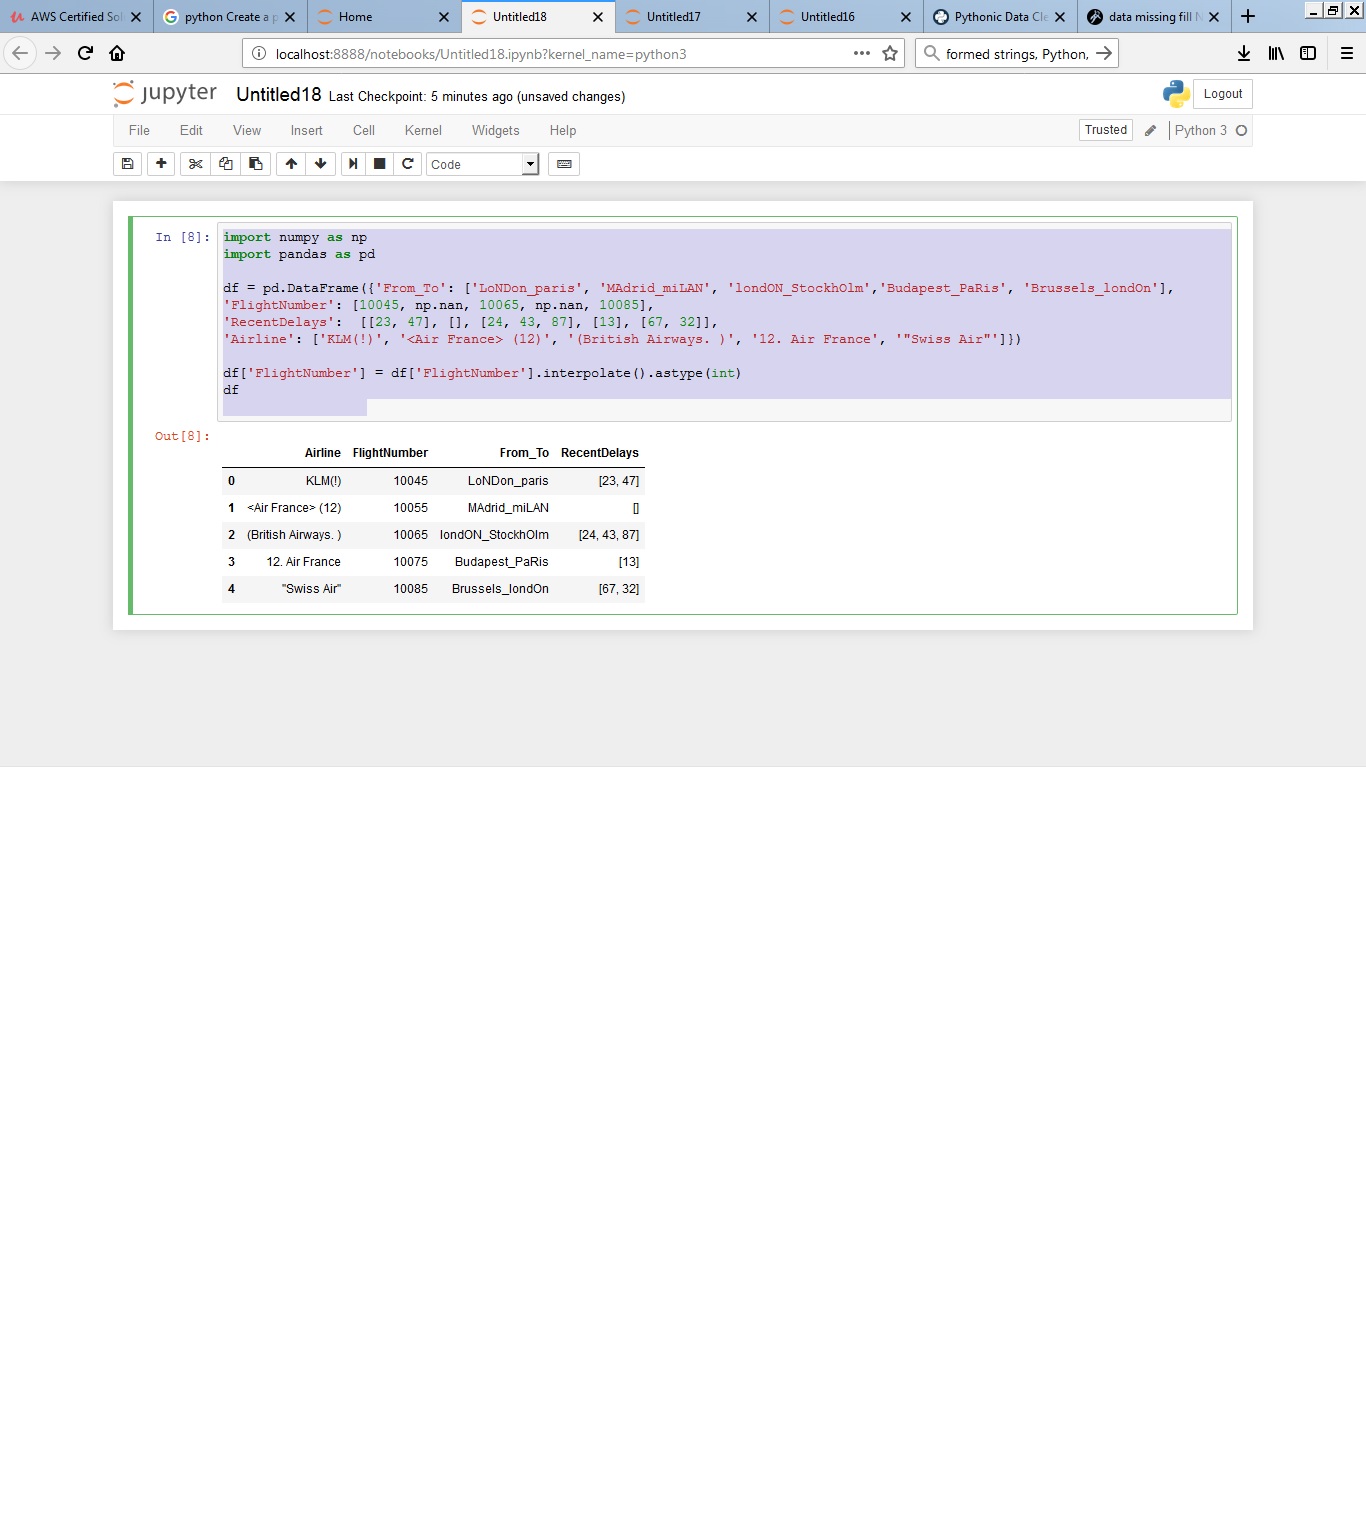 AWS Certified Sol
python Create a p
Home
Untitled18
Untitled17
Untitled16
Pythonic Data Cle
data missing fill N
localhost:8888/notebooks/Untitled18.ipynb?kernel_name=python3
formed strings, Python,
jupyter Untitled18 Last Checkpoint: 5 minutes ago (unsaved changes)
Logout
File Edit View Insert Cell Kernel Widgets Help
Trusted
Python 3
Code
In [8]:
import numpy as np
import pandas as pd
df = pd.DataFrame({'From_To': ['LoNDon_paris', 'MAdrid_miLAN', 'londON_StockhOlm','Budapest_PaRis', 'Brussels_londOn'],
'FlightNumber': [10045, np.nan, 10065, np.nan, 10085],
'RecentDelays':  [[23, 47], [], [24, 43, 87], [13], [67, 32]],
'Airline': ['KLM(!)', '<Air France> (12)', '(British Airways. )', '12. Air France', '"Swiss Air"']})
df['FlightNumber'] = df['FlightNumber'].interpolate().astype(int)
df
Out[8]:
Airline FlightNumber From_To RecentDelays
0 KLM(!) 10045 LoNDon_paris [23, 47]
1 <Air France> (12) 10055 MAdrid_miLAN []
2 (British Airways. ) 10065 londON_StockhOlm [24, 43, 87]
3 12. Air France 10075 Budapest_PaRis [13]
4 "Swiss Air" 10085 Brussels_londOn [67, 32]